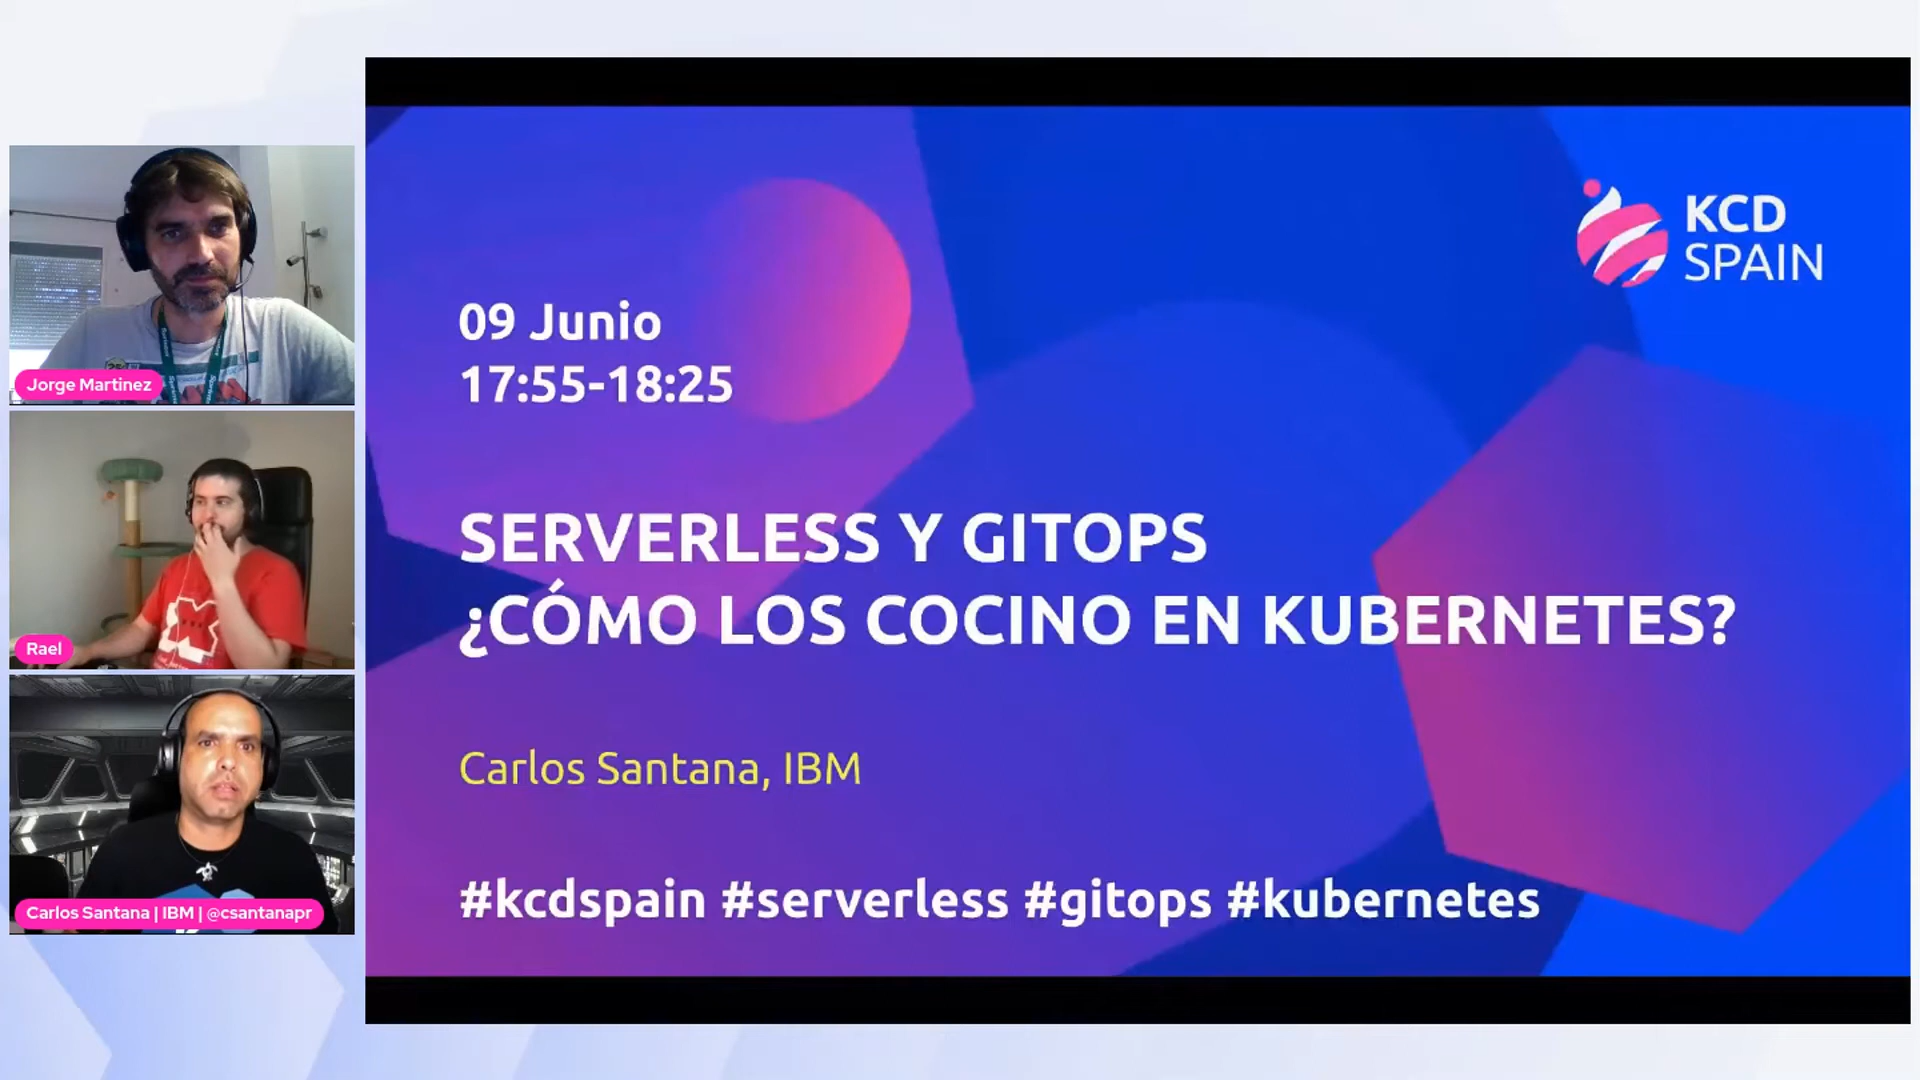 Jorge Martinez
Rael
Carlos Santana | IBM | @csantanapr
KCD
SPAIN
09 Junio
17:55-18:25
SERVERLESS Y GITOPS
¿CÓMO LOS COCINO EN KUBERNETES?
Carlos Santana, IBM
#kcdspain #serverless #gitops #kubernetes